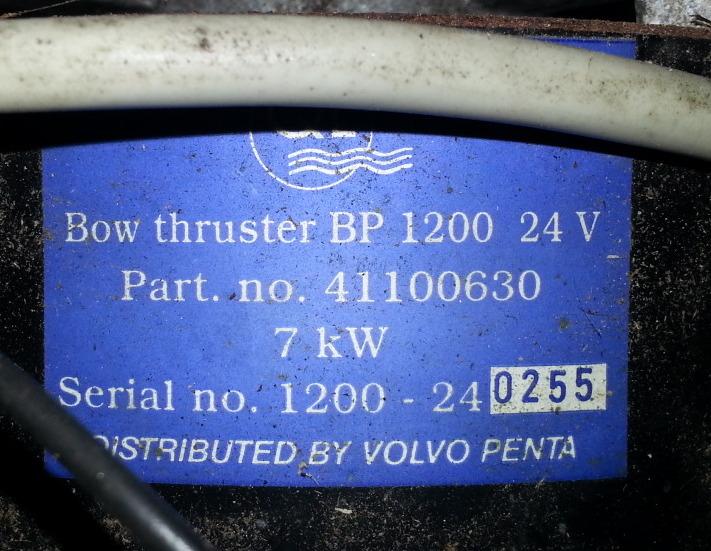 Bow thruster BP 1200 24 V
Part. no. 41100630
7 kW
Serial no. 1200 - 24 0255
DISTRIBUTED BY VOLVO PENTA